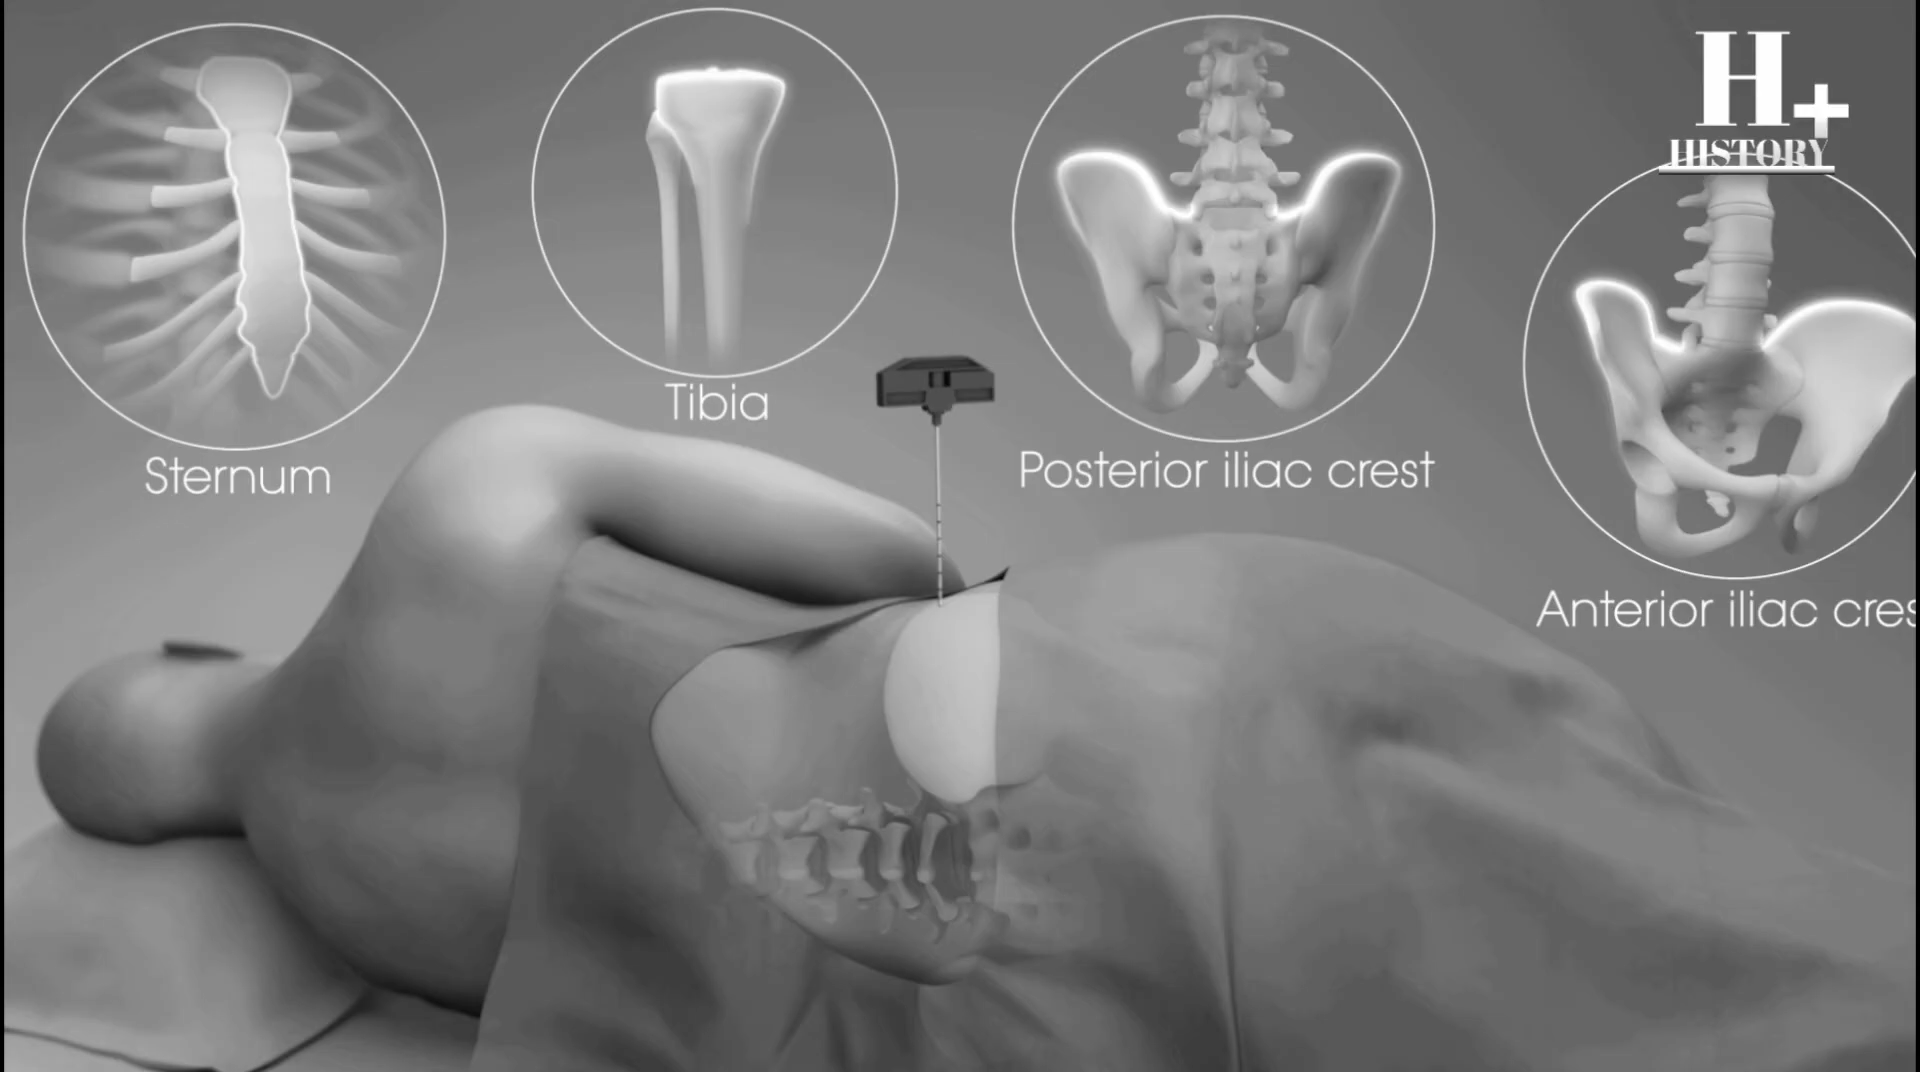 H+
HISTORY
Tibia
Sternum
Posterior iliac crest
Anterior iliac cres